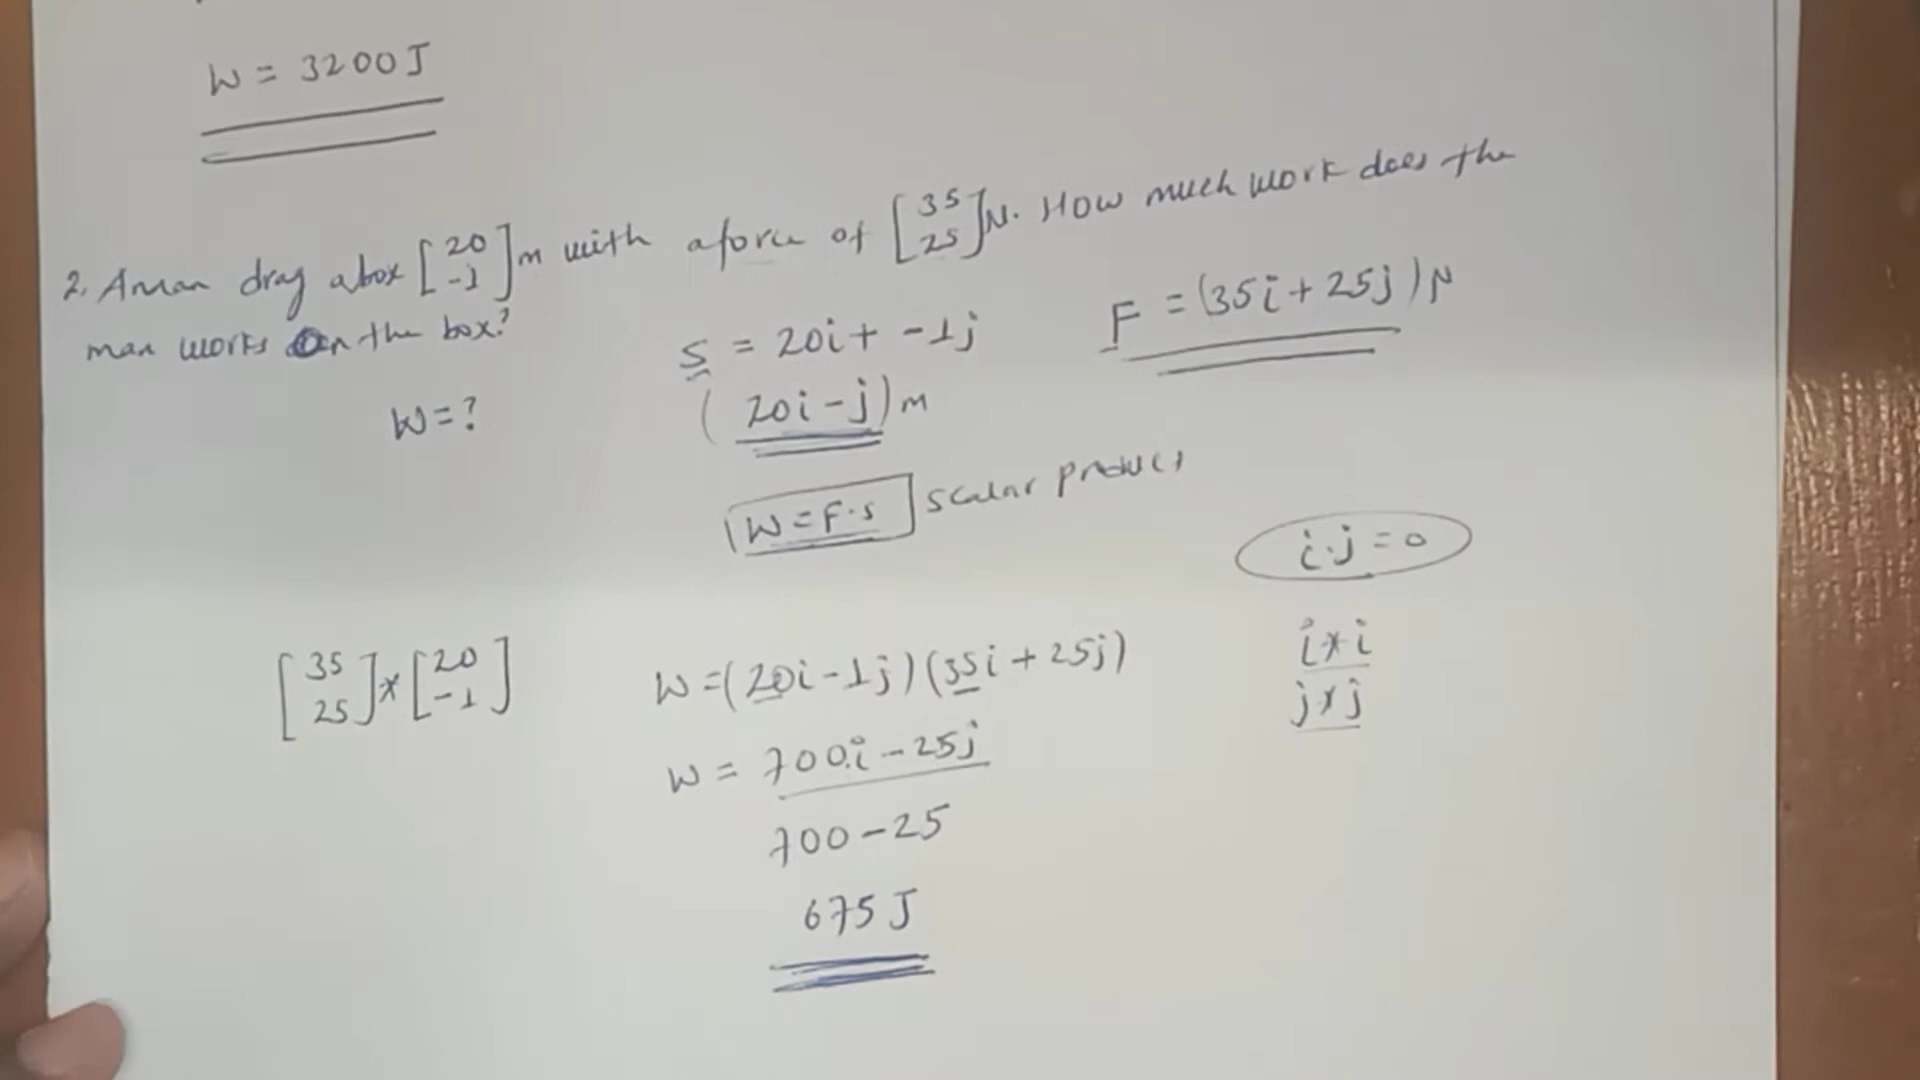 W = 3200J
2. A man drag a box [20 -1] m with a force of [35 25] N. How much work does the
man works on the box?
S = 20i + -1j
F = (35i + 25j) N
W = ?
(20i - j) m
W = F·s scalar product
i·j = 0
[35 25] * [20 -1]
W = (20i - 1j) (35i + 25j)
i * i
j * j
W = 700i - 25j
700 - 25
675 J